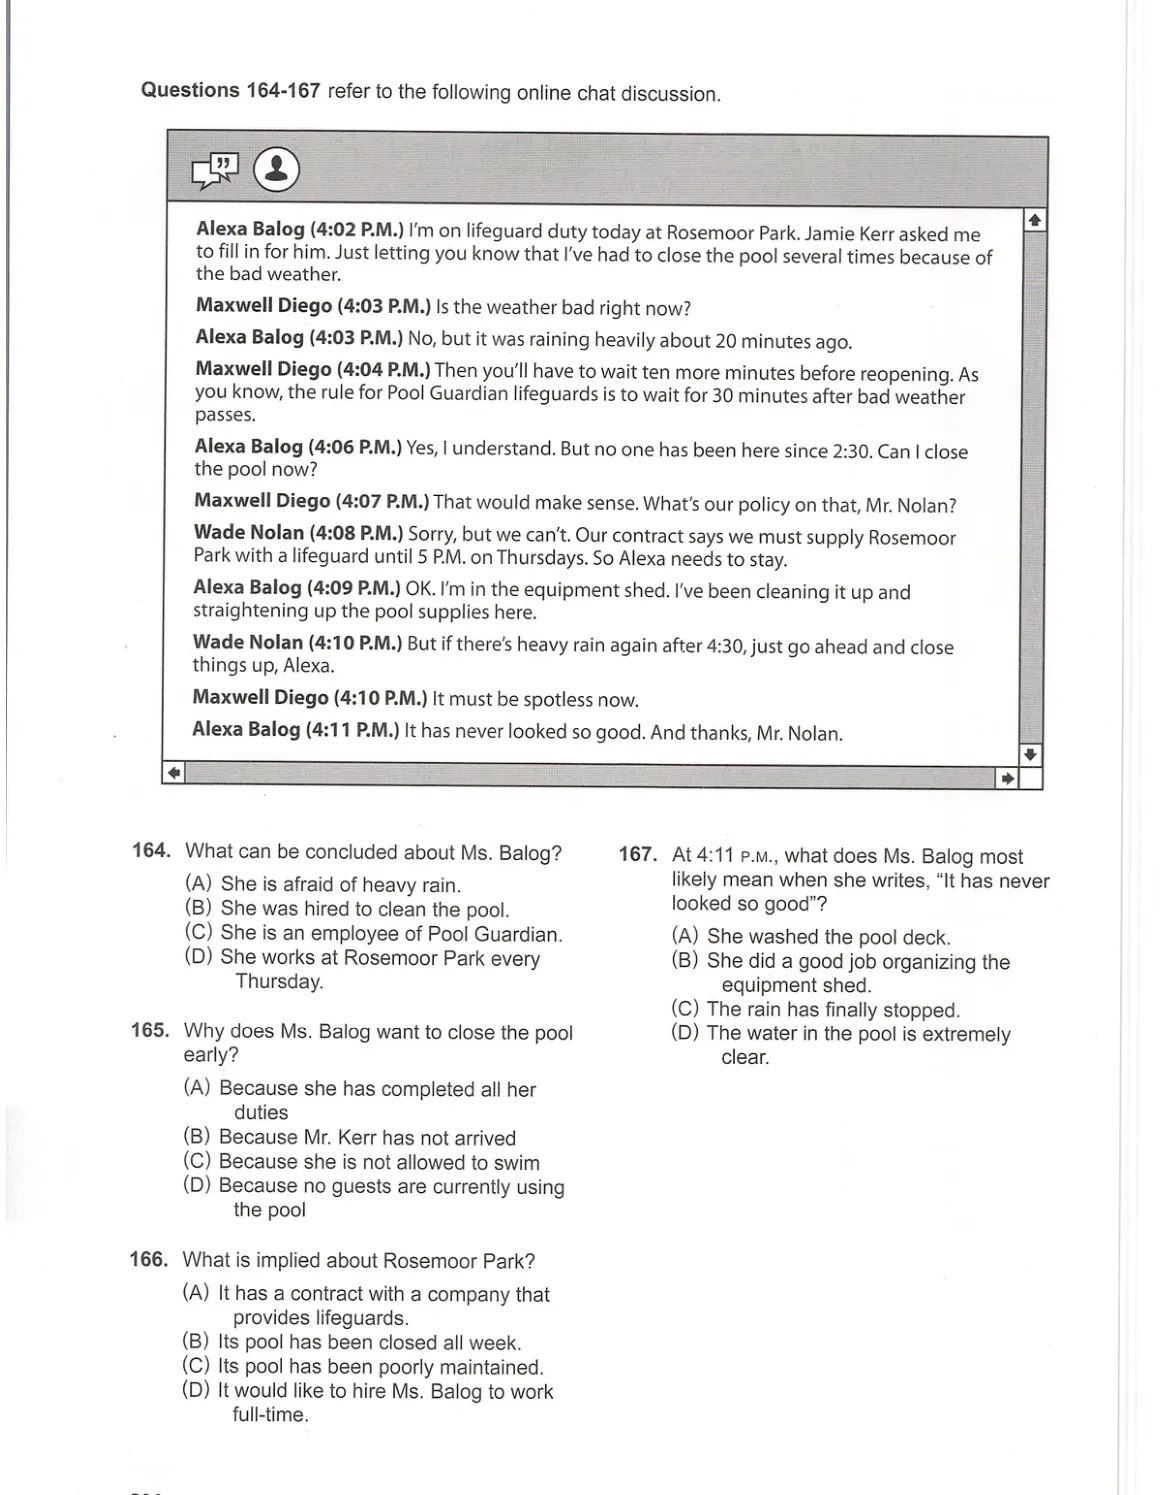 Questions 164-167 refer to the following online chat discussion.
Alexa Balog (4:02 P.M.) I'm on lifeguard duty today at Rosemoor Park. Jamie Kerr asked me
to fill in for him. Just letting you know that I've had to close the pool several times because of
the bad weather.
Maxwell Diego (4:03 P.M.) Is the weather bad right now?
Alexa Balog (4:03 P.M.) No, but it was raining heavily about 20 minutes ago.
Maxwell Diego (4:04 P.M.) Then you'll have to wait ten more minutes before reopening. As
you know, the rule for Pool Guardian lifeguards is to wait for 30 minutes after bad weather
passes.
Alexa Balog (4:06 P.M.) Yes, I understand. But no one has been here since 2:30. Can I close
the pool now?
Maxwell Diego (4:07 P.M.) That would make sense. What's our policy on that, Mr. Nolan?
Wade Nolan (4:08 P.M.) Sorry, but we can't. Our contract says we must supply Rosemoor
Park with a lifeguard until 5 P.M. on Thursdays. So Alexa needs to stay.
Alexa Balog (4:09 P.M.) OK. I'm in the equipment shed. I've been cleaning it up and
straightening up the pool supplies here.
Wade Nolan (4:10 P.M.) But if there's heavy rain again after 4:30, just go ahead and close
things up, Alexa.
Maxwell Diego (4:10 P.M.) It must be spotless now.
Alexa Balog (4:11 P.M.) It has never looked so good. And thanks, Mr. Nolan.
164. What can be concluded about Ms. Balog?
(A) She is afraid of heavy rain.
(B) She was hired to clean the pool.
(C) She is an employee of Pool Guardian.
(D) She works at Rosemoor Park every
Thursday.
165. Why does Ms. Balog want to close the pool
early?
(A) Because she has completed all her
duties
(B) Because Mr. Kerr has not arrived
(C) Because she is not allowed to swim
(D) Because no guests are currently using
the pool
166. What is implied about Rosemoor Park?
(A) It has a contract with a company that
provides lifeguards.
(B) Its pool has been closed all week.
(C) Its pool has been poorly maintained.
(D) It would like to hire Ms. Balog to work
full-time.
167. At 4:11 P.M., what does Ms. Balog most
likely mean when she writes, "It has never
looked so good"?
(A) She washed the pool deck.
(B) She did a good job organizing the
equipment shed.
(C) The rain has finally stopped.
(D) The water in the pool is extremely
clear.